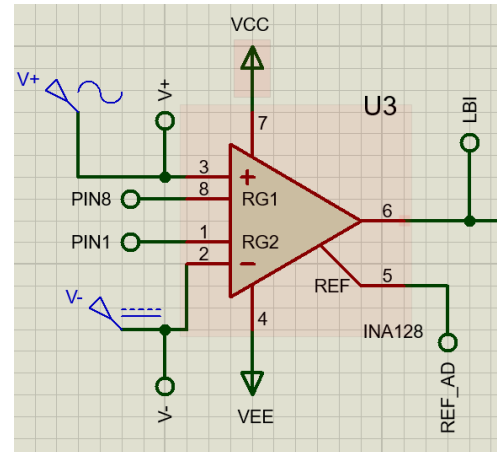 VCC
V+
V+
LBI
U3
7
3
+
6
8
RG1
PIN8
1
RG2
PIN1
2
−
5
REF
V-
4
INA128
V-
VEE
REF_AD